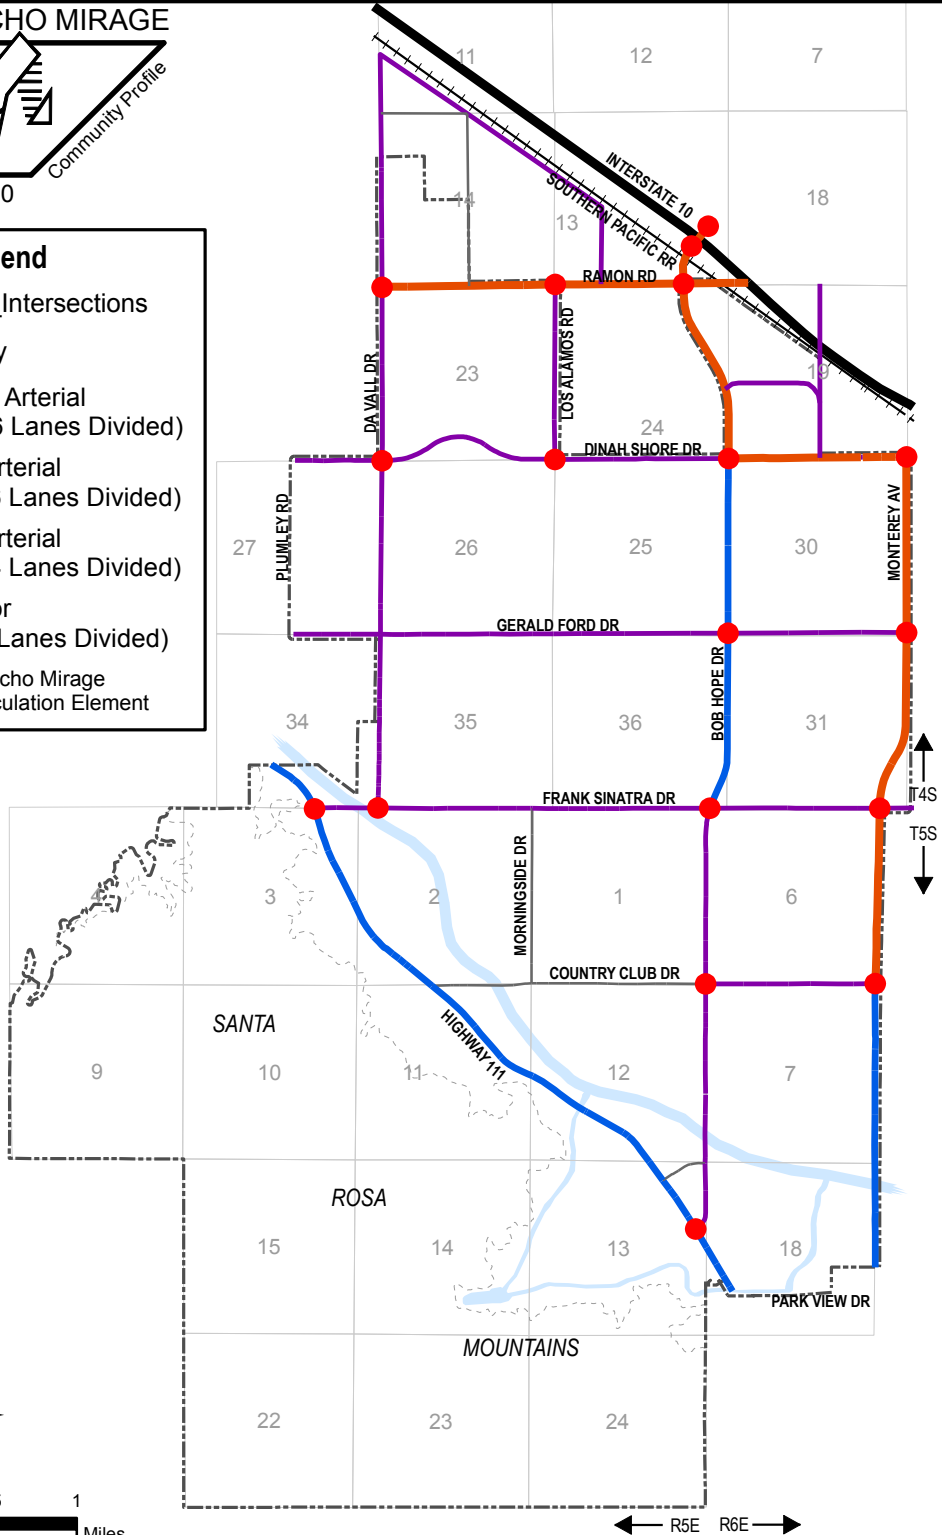 CHO MIRAGE
Community Profile
0
end
Intersections
y
Arterial
6 Lanes Divided)
rterial
Lanes Divided)
rterial
Lanes Divided)
or
Lanes Divided)
cho Mirage
culation Element
11
12
7
INTERSTATE 10
SOUTHERN PACIFIC RR
14
13
18
RAMON RD
DA VAL DR
LOS ALAMOS RD
23
24
19
DINAH SHORE DR
PLUMLEY RD
MONTEREY AV
27
26
25
30
GERALD FORD DR
BOB HOPE DR
34
35
36
31
FRANK SINATRA DR
T4S
T5S
MORNINGSIDE DR
4
3
2
1
6
COUNTRY CLUB DR
SANTA
HIGHWAY 111
9
10
11
12
7
ROSA
15
14
13
18
PARK VIEW DR
MOUNTAINS
22
23
24
1
Miles
R5E R6E